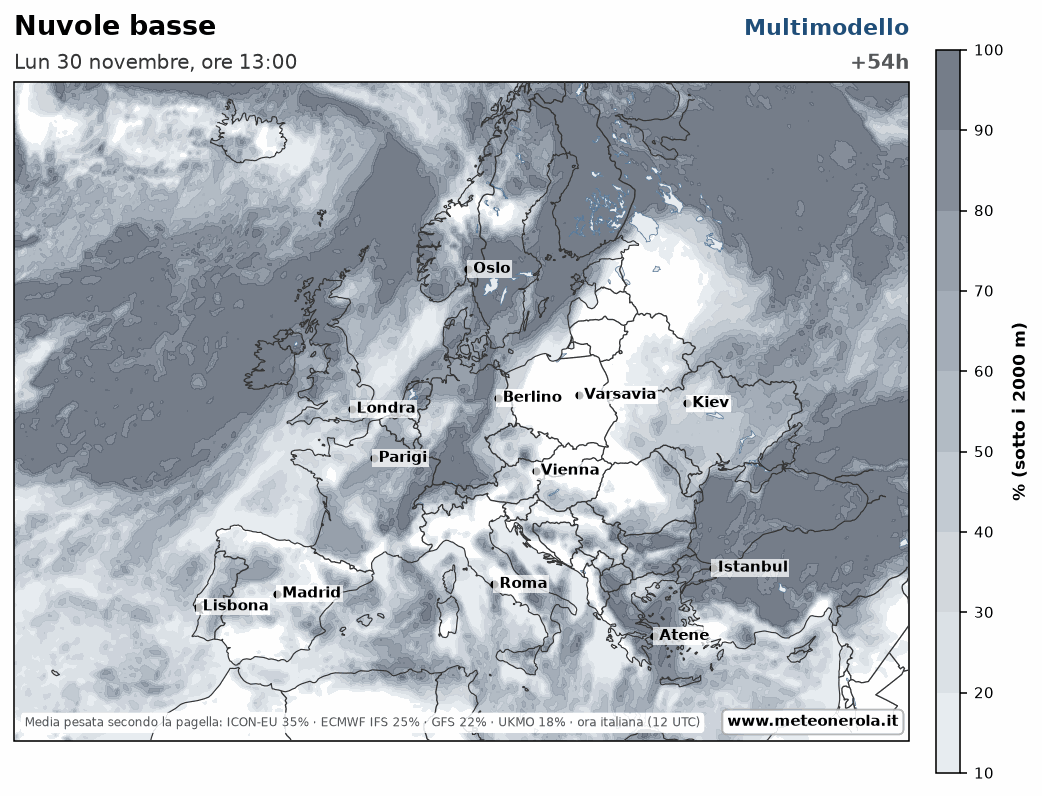 Nuvole basse
Multimodello
Lun 30 novembre, ore 13:00
+54h
100
90
80
70
60
50
40
30
20
10
% (sotto i 2000 m)
Oslo
Berlino
Varsavia
Kiev
Londra
Parigi
Vienna
Istanbul
Roma
Madrid
Lisbona
Atene
Media pesata secondo la pagella: ICON-EU 35% · ECMWF IFS 25% · GFS 22% · UKMO 18% · ora italiana (12 UTC)
www.meteonerola.it